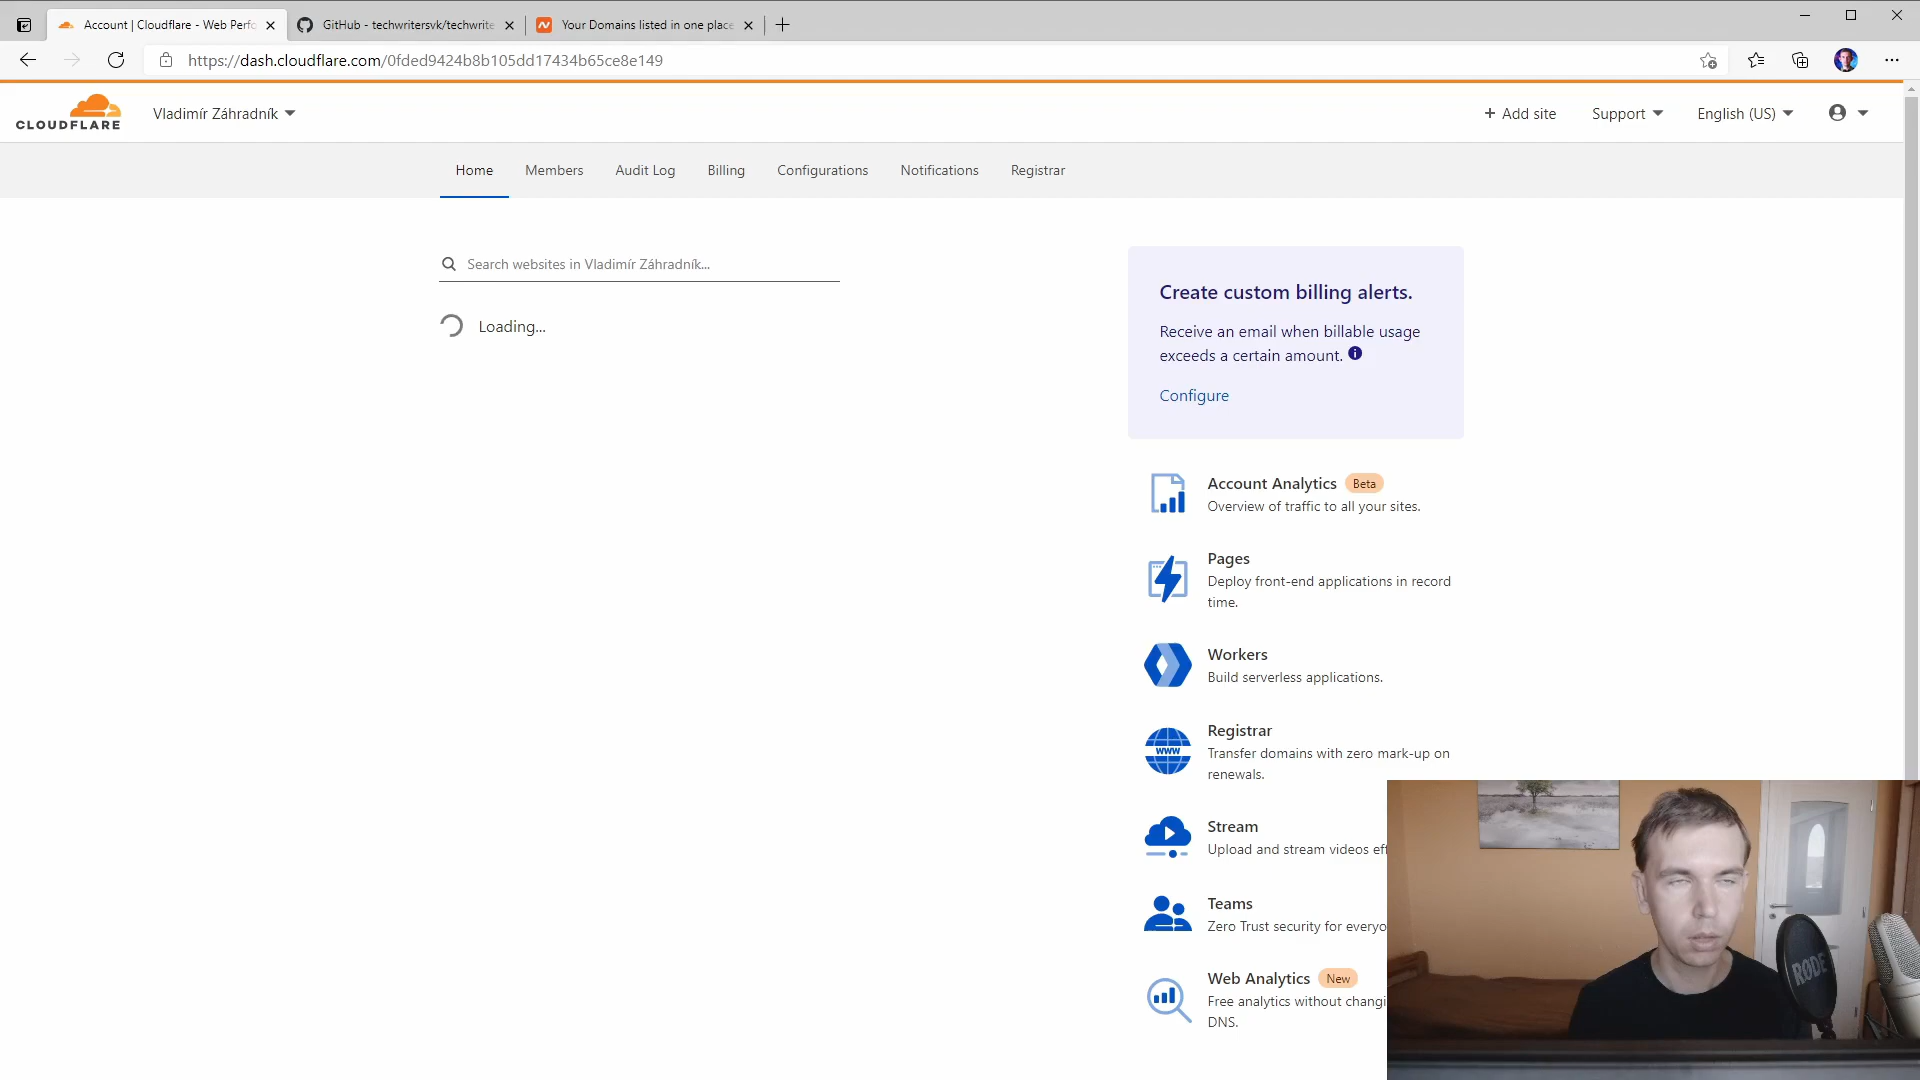 Account | Cloudflare - Web Perfo
GitHub - techwritersvk/techwrite
Your Domains listed in one place
https://dash.cloudflare.com/0fded9424b8b105dd17434b65ce8e149
CLOUDFLARE
Vladimír Záhradník
+ Add site
Support
English (US)
Home
Members
Audit Log
Billing
Configurations
Notifications
Registrar
Search websites in Vladimír Záhradník...
Loading...
Create custom billing alerts.
Receive an email when billable usage
exceeds a certain amount.
Configure
Account Analytics Beta
Overview of traffic to all your sites.
Pages
Deploy front-end applications in record
time.
Workers
Build serverless applications.
WWW
Registrar
Transfer domains with zero mark-up on
renewals.
Stream
Upload and stream videos eff
Teams
Zero Trust security for everyo
Web Analytics New
Free analytics without changi
DNS.
RØDE